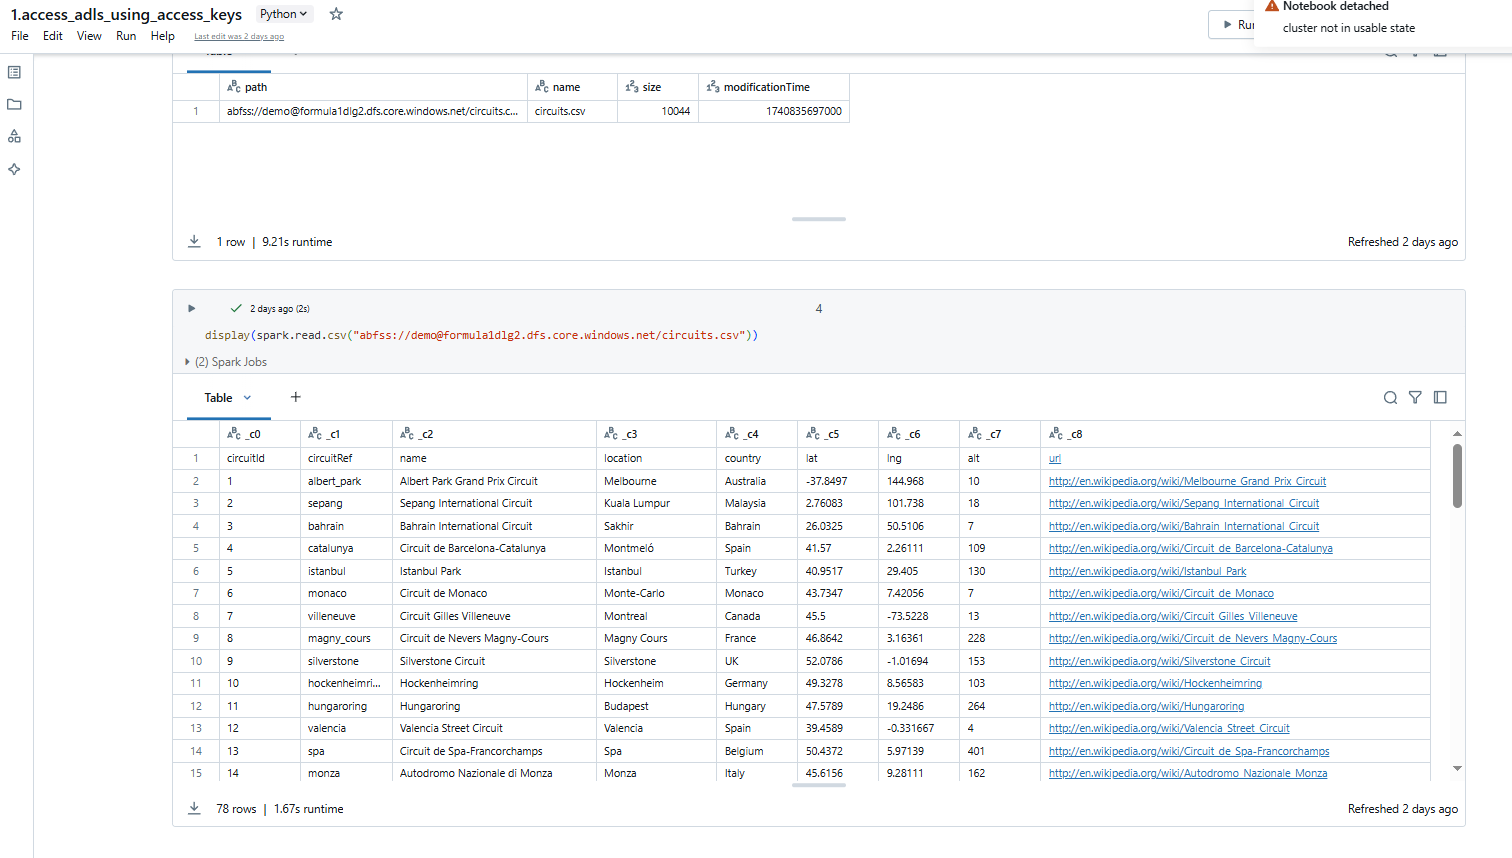 1.access_adls_using_access_keys Python
File Edit View Run Help Last edit was 2 days ago
Notebook detached
cluster not in usable state
path name size modificationTime
1 abfss://demo@formula1dlg2.dfs.core.windows.net/circuits.c... circuits.csv 10044 1740835697000
1 row | 9.21s runtime Refreshed 2 days ago
2 days ago (2s) 4
display(spark.read.csv("abfss://demo@formula1dlg2.dfs.core.windows.net/circuits.csv"))
(2) Spark Jobs
Table +
_c0 _c1 _c2 _c3 _c4 _c5 _c6 _c7 _c8
1 circuitId circuitRef name location country lat lng alt url
2 1 albert_park Albert Park Grand Prix Circuit Melbourne Australia -37.8497 144.968 10 http://en.wikipedia.org/wiki/Melbourne_Grand_Prix_Circuit
3 2 sepang Sepang International Circuit Kuala Lumpur Malaysia 2.76083 101.738 18 http://en.wikipedia.org/wiki/Sepang_International_Circuit
4 3 bahrain Bahrain International Circuit Sakhir Bahrain 26.0325 50.5106 7 http://en.wikipedia.org/wiki/Bahrain_International_Circuit
5 4 catalunya Circuit de Barcelona-Catalunya Montmeló Spain 41.57 2.26111 109 http://en.wikipedia.org/wiki/Circuit_de_Barcelona-Catalunya
6 5 istanbul Istanbul Park Istanbul Turkey 40.9517 29.405 130 http://en.wikipedia.org/wiki/Istanbul_Park
7 6 monaco Circuit de Monaco Monte-Carlo Monaco 43.7347 7.42056 7 http://en.wikipedia.org/wiki/Circuit_de_Monaco
8 7 villeneuve Circuit Gilles Villeneuve Montreal Canada 45.5 -73.5228 13 http://en.wikipedia.org/wiki/Circuit_Gilles_Villeneuve
9 8 magny_cours Circuit de Nevers Magny-Cours Magny Cours France 46.8642 3.16361 228 http://en.wikipedia.org/wiki/Circuit_de_Nevers_Magny-Cours
10 9 silverstone Silverstone Circuit Silverstone UK 52.0786 -1.01694 153 http://en.wikipedia.org/wiki/Silverstone_Circuit
11 10 hockenheimri... Hockenheimring Hockenheim Germany 49.3278 8.56583 103 http://en.wikipedia.org/wiki/Hockenheimring
12 11 hungaroring Hungaroring Budapest Hungary 47.5789 19.2486 264 http://en.wikipedia.org/wiki/Hungaroring
13 12 valencia Valencia Street Circuit Valencia Spain 39.4589 -0.331667 4 http://en.wikipedia.org/wiki/Valencia_Street_Circuit
14 13 spa Circuit de Spa-Francorchamps Spa Belgium 50.4372 5.97139 401 http://en.wikipedia.org/wiki/Circuit_de_Spa-Francorchamps
15 14 monza Autodromo Nazionale di Monza Monza Italy 45.6156 9.28111 162 http://en.wikipedia.org/wiki/Autodromo_Nazionale_Monza
78 rows | 1.67s runtime Refreshed 2 days ago